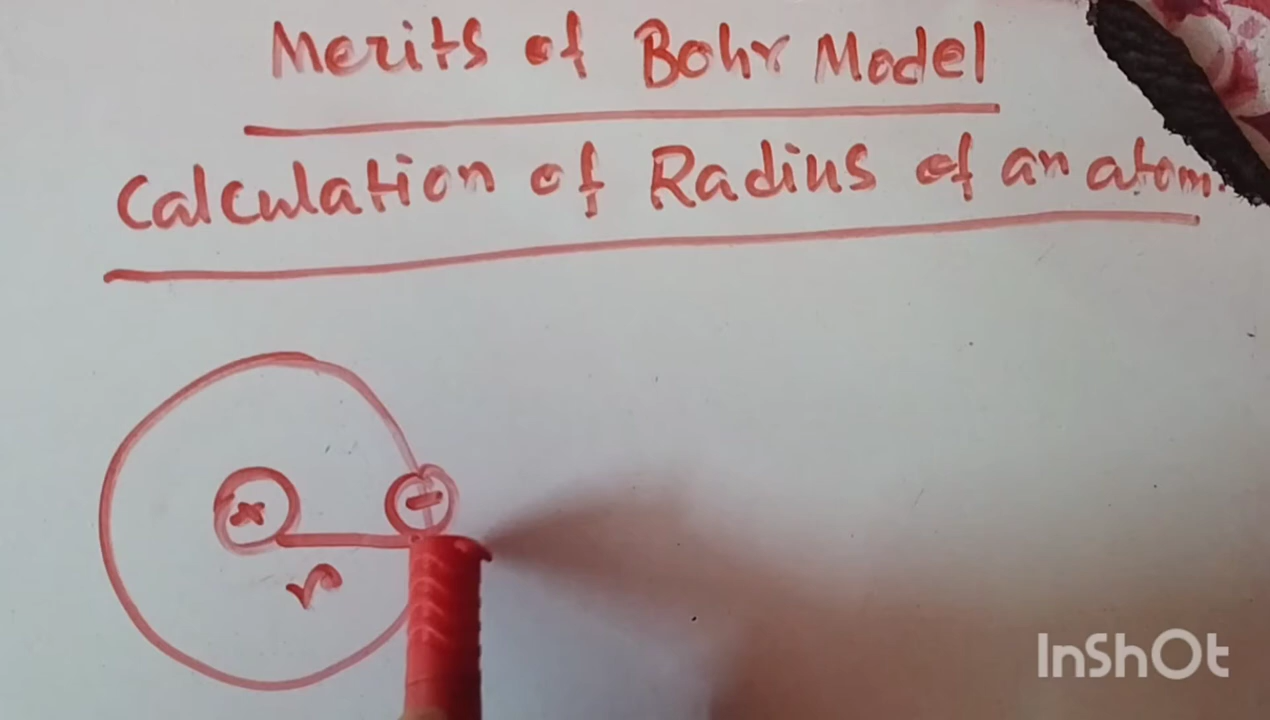 Merits of Bohr Model
Calculation of Radius of an atom.
+
-
r
InShOt